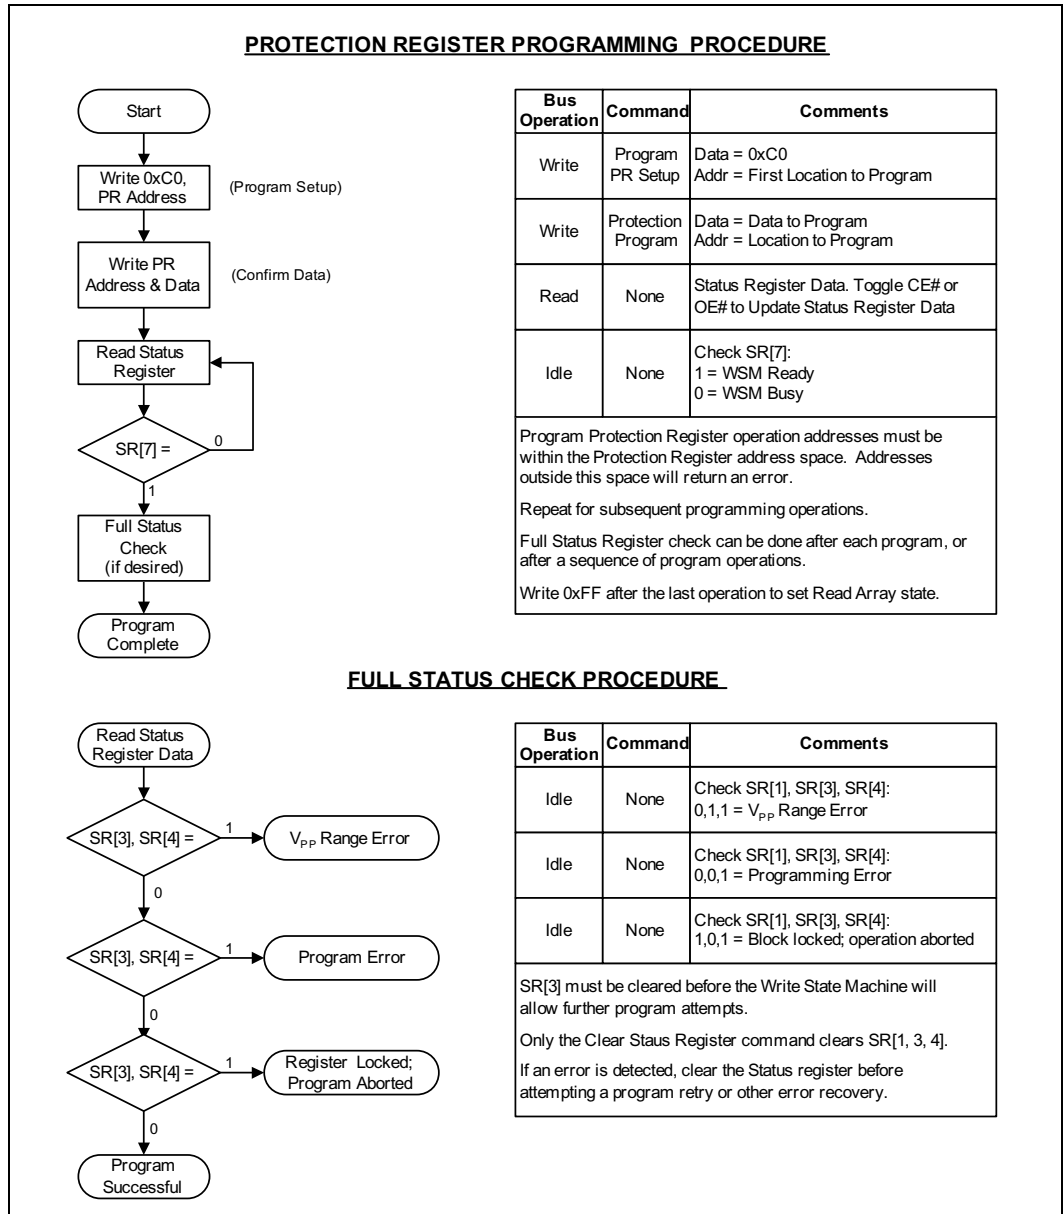 PROTECTION REGISTER PROGRAMMING PROCEDURE
Start
Write 0xC0,
PR Address
(Program Setup)
Write PR
Address & Data
(Confirm Data)
Read Status
Register
SR[7] =
0
1
Full Status
Check
(if desired)
Program
Complete
Bus
Operation
Command
Comments
Write
Program
PR Setup
Data = 0xC0
Addr = First Location to Program
Write
Protection
Program
Data = Data to Program
Addr = Location to Program
Read
None
Status Register Data. Toggle CE# or
OE# to Update Status Register Data
Idle
None
Check SR[7]:
1 = WSM Ready
0 = WSM Busy
Program Protection Register operation addresses must be
within the Protection Register address space. Addresses
outside this space will return an error.
Repeat for subsequent programming operations.
Full Status Register check can be done after each program, or
after a sequence of program operations.
Write 0xFF after the last operation to set Read Array state.
FULL STATUS CHECK PROCEDURE
Read Status
Register Data
SR[3], SR[4] =
1
VPP Range Error
0
SR[3], SR[4] =
1
Program Error
0
SR[3], SR[4] =
1
Register Locked;
Program Aborted
0
Program
Successful
Bus
Operation
Command
Comments
Idle
None
Check SR[1], SR[3], SR[4]:
0,1,1 = VPP Range Error
Idle
None
Check SR[1], SR[3], SR[4]:
0,0,1 = Programming Error
Idle
None
Check SR[1], SR[3], SR[4]:
1,0,1 = Block locked; operation aborted
SR[3] must be cleared before the Write State Machine will
allow further program attempts.
Only the Clear Staus Register command clears SR[1, 3, 4].
If an error is detected, clear the Status register before
attempting a program retry or other error recovery.